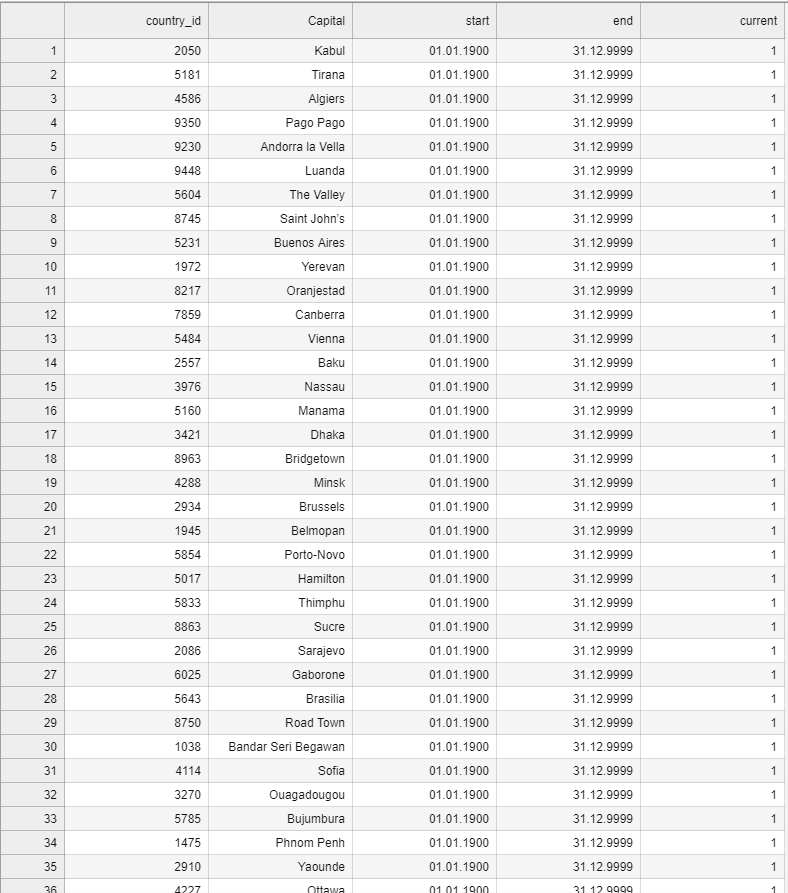 country_id Capital start end current
1 2050 Kabul 01.01.1900 31.12.9999 1
2 5181 Tirana 01.01.1900 31.12.9999 1
3 4586 Algiers 01.01.1900 31.12.9999 1
4 9350 Pago Pago 01.01.1900 31.12.9999 1
5 9230 Andorra la Vella 01.01.1900 31.12.9999 1
6 9448 Luanda 01.01.1900 31.12.9999 1
7 5604 The Valley 01.01.1900 31.12.9999 1
8 8745 Saint John's 01.01.1900 31.12.9999 1
9 5231 Buenos Aires 01.01.1900 31.12.9999 1
10 1972 Yerevan 01.01.1900 31.12.9999 1
11 8217 Oranjestad 01.01.1900 31.12.9999 1
12 7859 Canberra 01.01.1900 31.12.9999 1
13 5484 Vienna 01.01.1900 31.12.9999 1
14 2557 Baku 01.01.1900 31.12.9999 1
15 3976 Nassau 01.01.1900 31.12.9999 1
16 5160 Manama 01.01.1900 31.12.9999 1
17 3421 Dhaka 01.01.1900 31.12.9999 1
18 8963 Bridgetown 01.01.1900 31.12.9999 1
19 4288 Minsk 01.01.1900 31.12.9999 1
20 2934 Brussels 01.01.1900 31.12.9999 1
21 1945 Belmopan 01.01.1900 31.12.9999 1
22 5854 Porto-Novo 01.01.1900 31.12.9999 1
23 5017 Hamilton 01.01.1900 31.12.9999 1
24 5833 Thimphu 01.01.1900 31.12.9999 1
25 8863 Sucre 01.01.1900 31.12.9999 1
26 2086 Sarajevo 01.01.1900 31.12.9999 1
27 6025 Gaborone 01.01.1900 31.12.9999 1
28 5643 Brasilia 01.01.1900 31.12.9999 1
29 8750 Road Town 01.01.1900 31.12.9999 1
30 1038 Bandar Seri Begawan 01.01.1900 31.12.9999 1
31 4114 Sofia 01.01.1900 31.12.9999 1
32 3270 Ouagadougou 01.01.1900 31.12.9999 1
33 5785 Bujumbura 01.01.1900 31.12.9999 1
34 1475 Phnom Penh 01.01.1900 31.12.9999 1
35 2910 Yaounde 01.01.1900 31.12.9999 1
36 4227 Ottawa 01.01.1900 31.12.9999 1